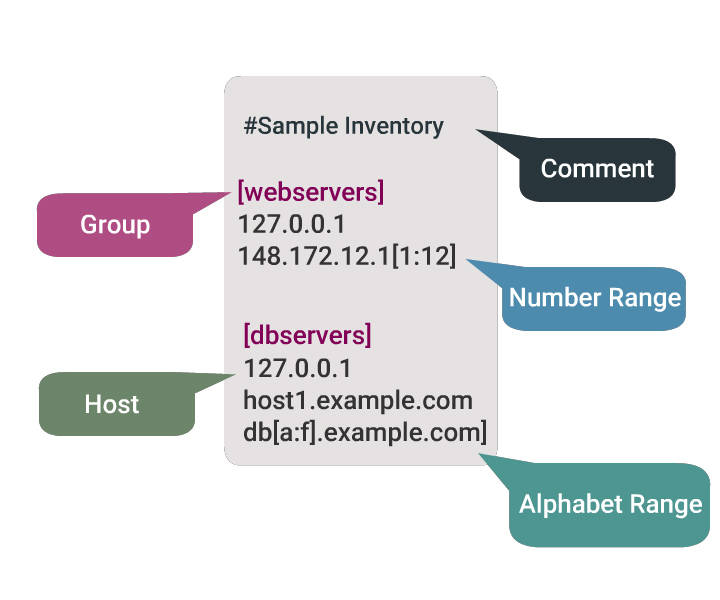 #Sample Inventory
Comment
[webservers]
Group
127.0.0.1
148.172.12.1[1:12]
Number Range
[dbservers]
127.0.0.1
Host
host1.example.com
db[a:f].example.com]
Alphabet Range